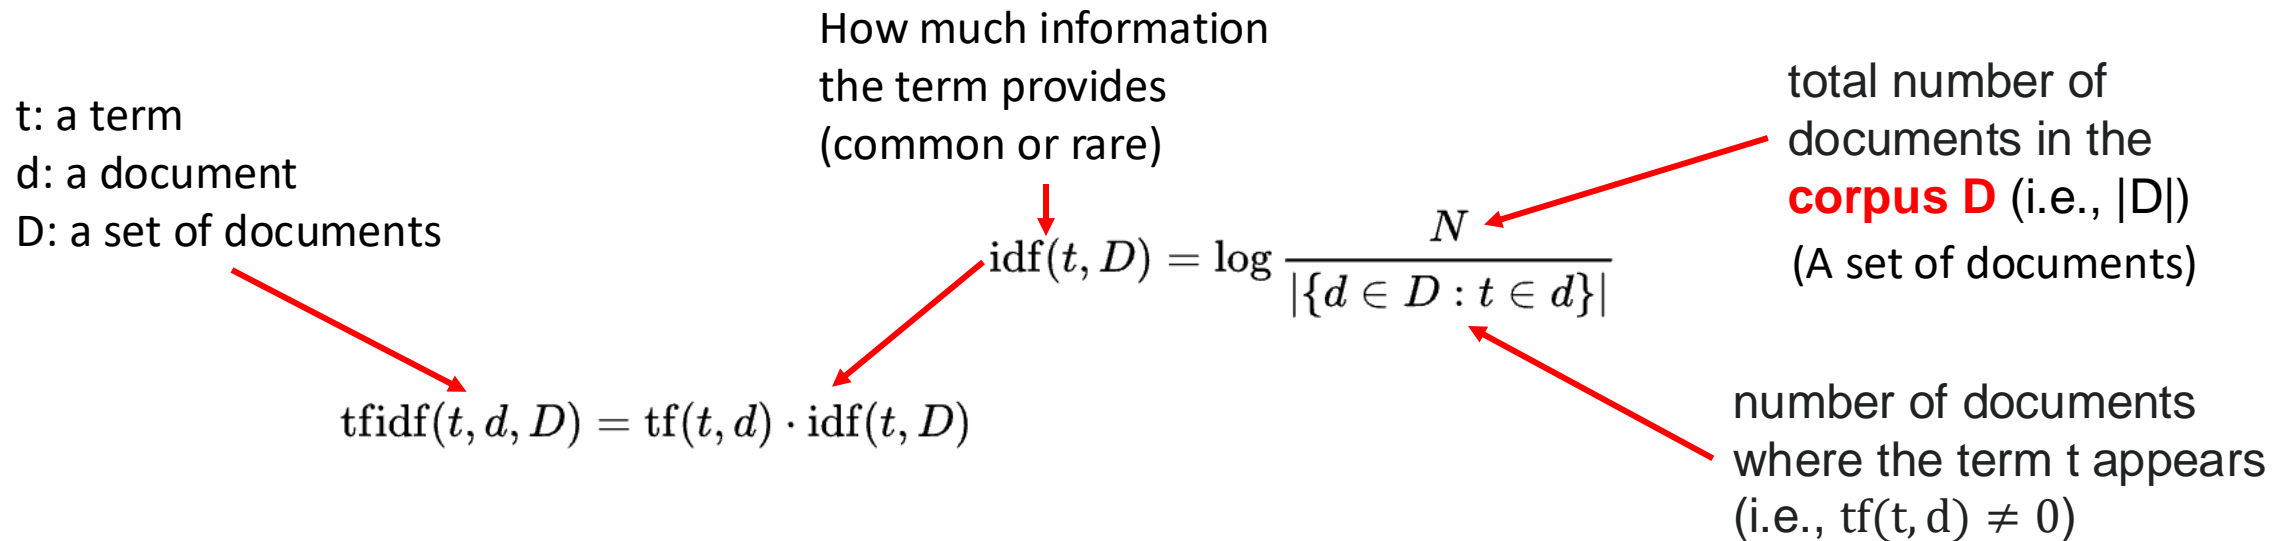 t: a term
d: a document
D: a set of documents
How much information
the term provides
(common or rare)
total number of
documents in the
corpus D (i.e., |D|)
(A set of documents)
idf(t, D) = log N / |{d ∈ D : t ∈ d}|
tfidf(t, d, D) = tf(t, d) · idf(t, D)
number of documents
where the term t appears
(i.e., tf(t, d) ≠ 0)